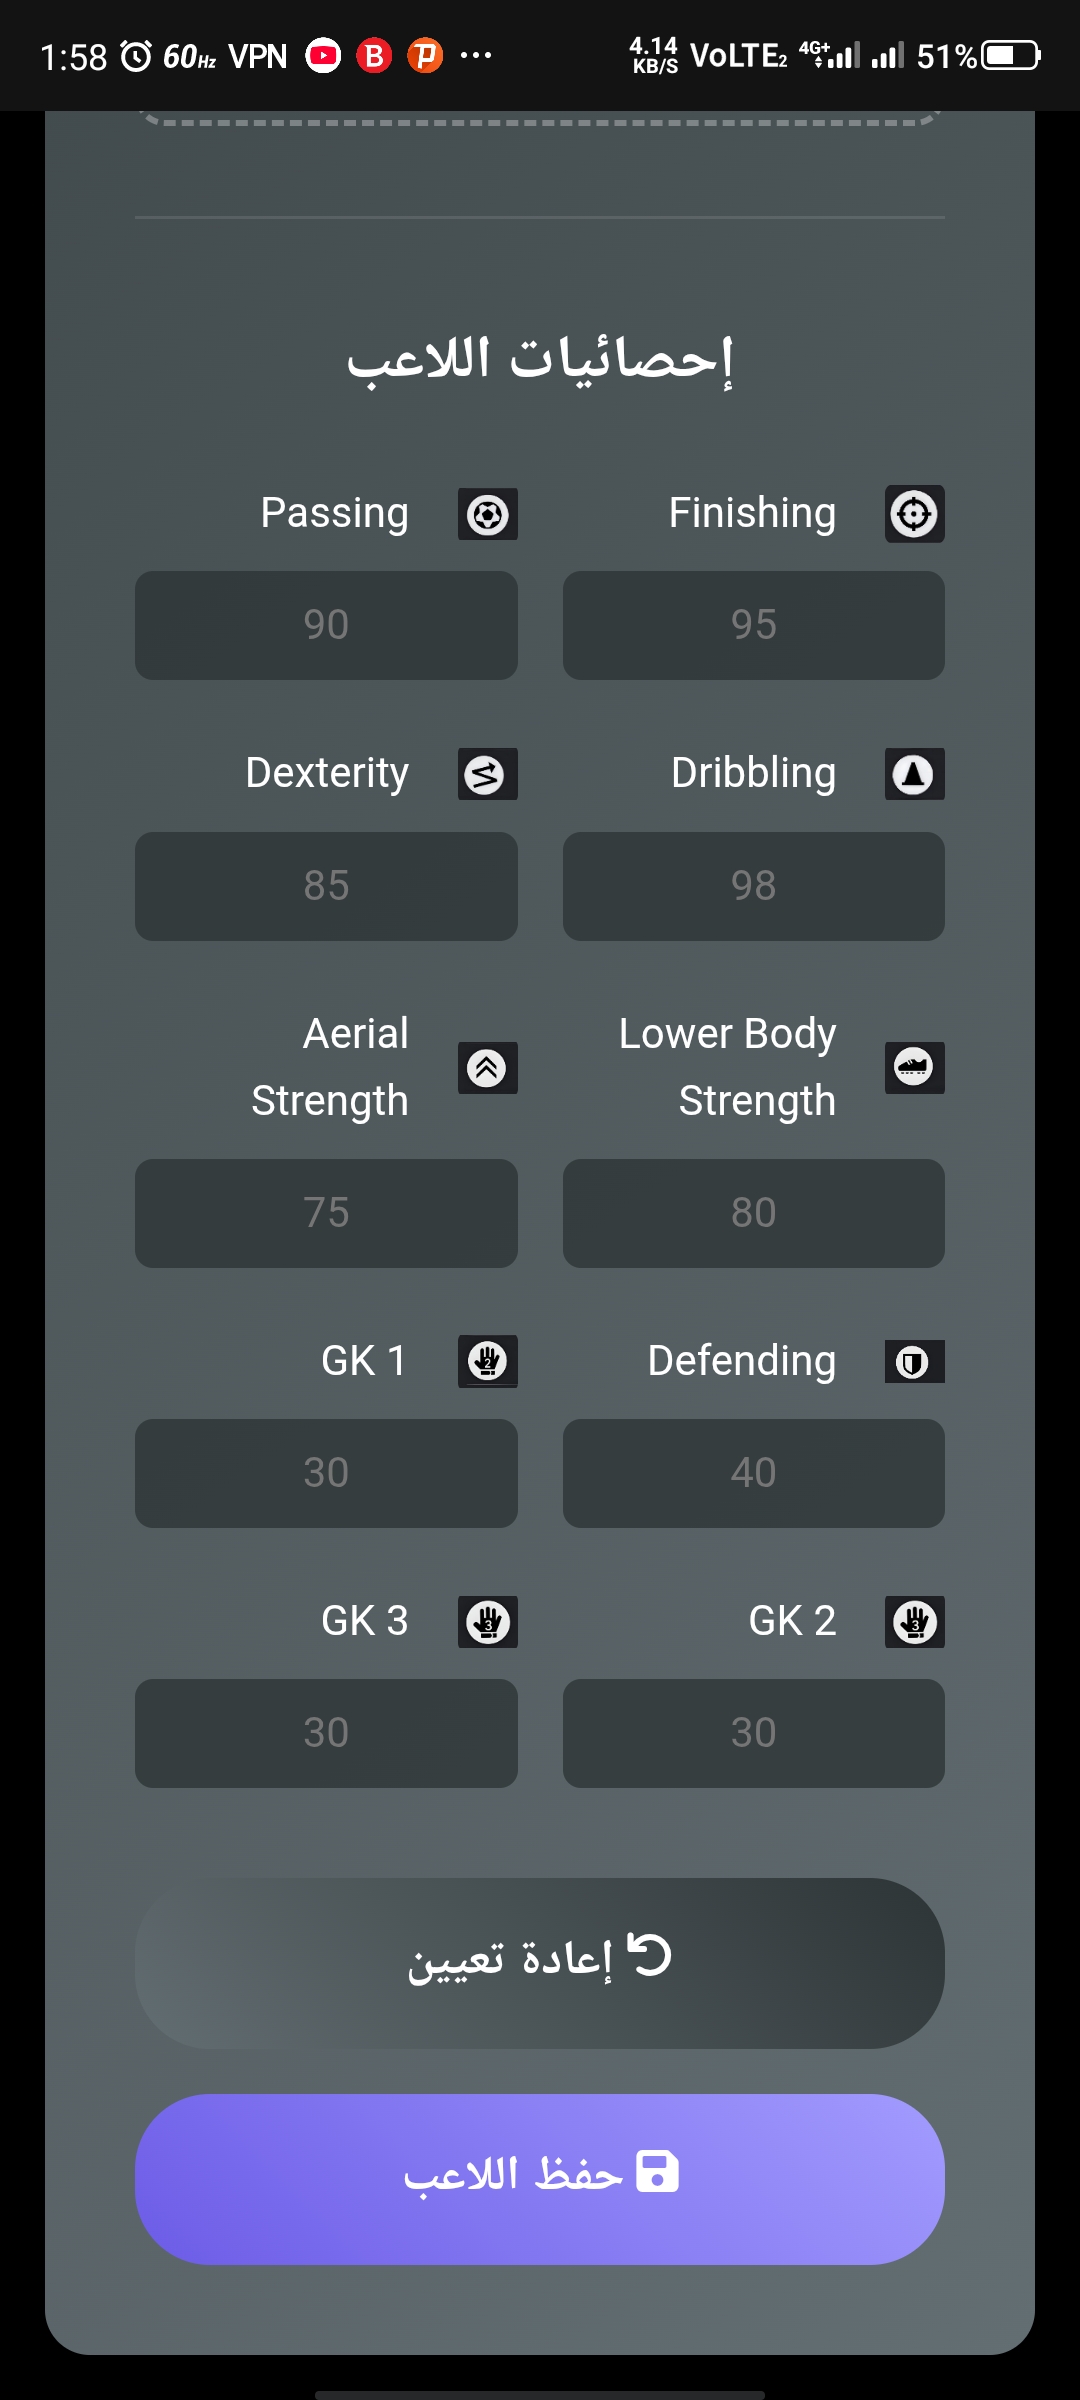 1:58 60Hz VPN B P ... 4.14 KB/S VoLTE2 4G+ 51%
إحصائيات اللاعب
Finishing Passing
95 90
Dribbling Dexterity
98 85
Lower Body Strength Aerial Strength
80 75
Defending GK 1
40 30
GK 2 GK 3
30 30
إعادة تعيين
حفظ اللاعب